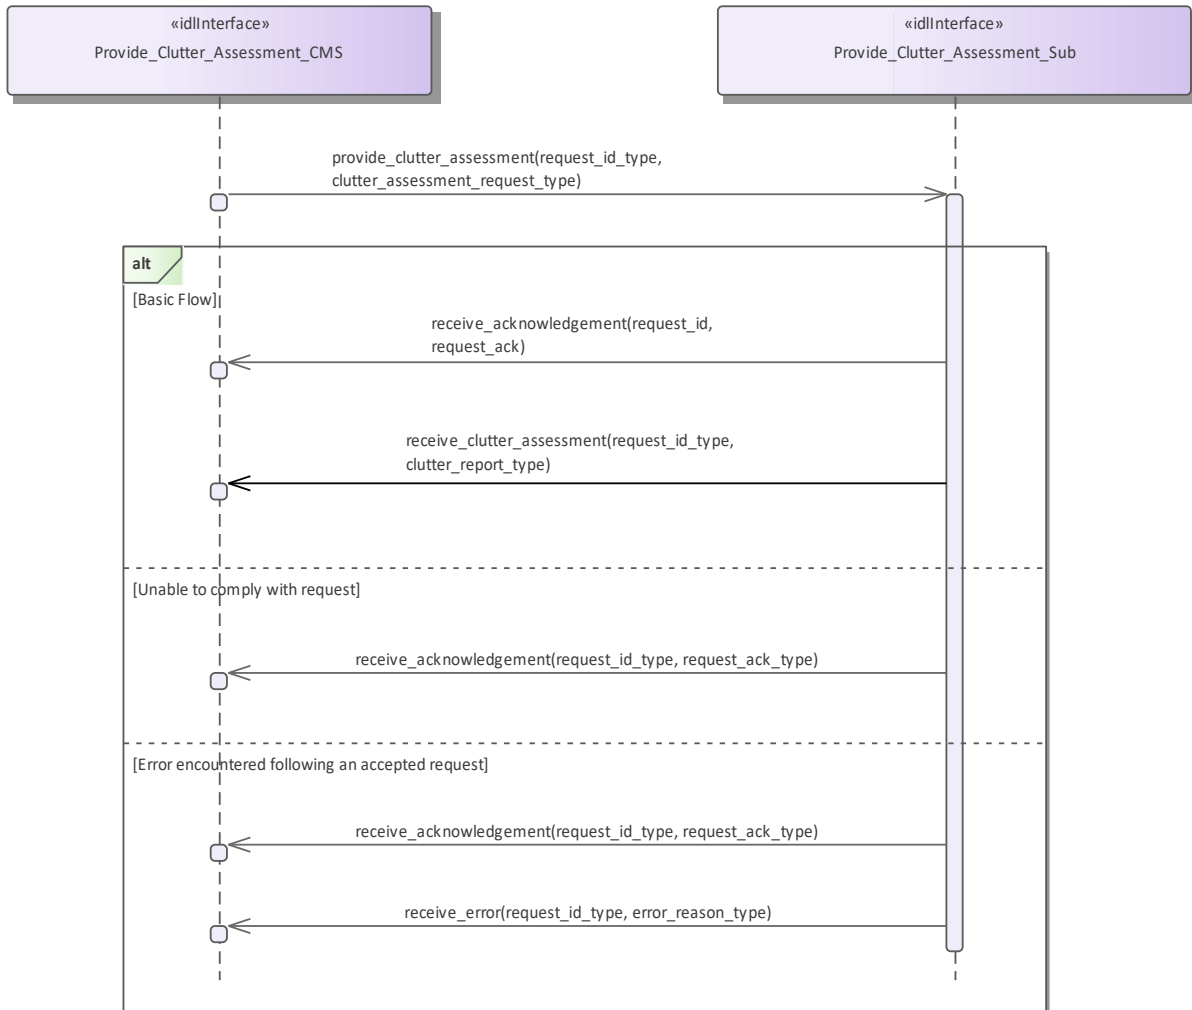 «idlInterface»
Provide_Clutter_Assessment_CMS
«idlInterface»
Provide_Clutter_Assessment_Sub
provide_clutter_assessment(request_id_type,
clutter_assessment_request_type)
alt
[Basic Flow]
receive_acknowledgement(request_id,
request_ack)
receive_clutter_assessment(request_id_type,
clutter_report_type)
[Unable to comply with request]
receive_acknowledgement(request_id_type, request_ack_type)
[Error encountered following an accepted request]
receive_acknowledgement(request_id_type, request_ack_type)
receive_error(request_id_type, error_reason_type)